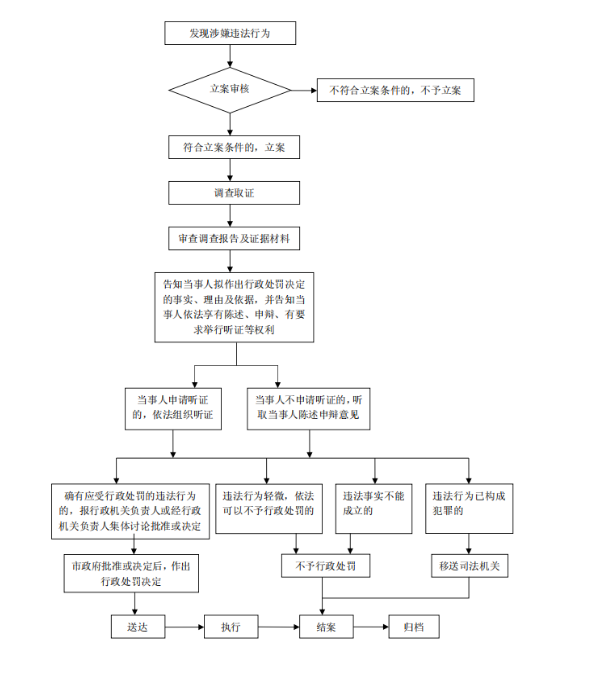 发现涉嫌违法行为
立案审核
不符合立案条件的，不予立案
符合立案条件的，立案
调查取证
审查调查报告及证据材料
告知当事人拟作出行政处罚决定
的事实、理由及依据，并告知当
事人依法享有陈述、申辩、有要
求举行听证等权利
当事人申请听证
的，依法组织听证
当事人不申请听证的，听
取当事人陈述申辩意见
确有应受行政处罚的违法行为
的，报行政机关负责人或经行政
机关负责人集体讨论批准或决定
违法行为轻微，依法
可以不予行政处罚的
违法事实不能
成立的
违法行为已构成
犯罪的
市政府批准或决定后，作出
行政处罚决定
不予行政处罚
移送司法机关
送达
执行
结案
归档